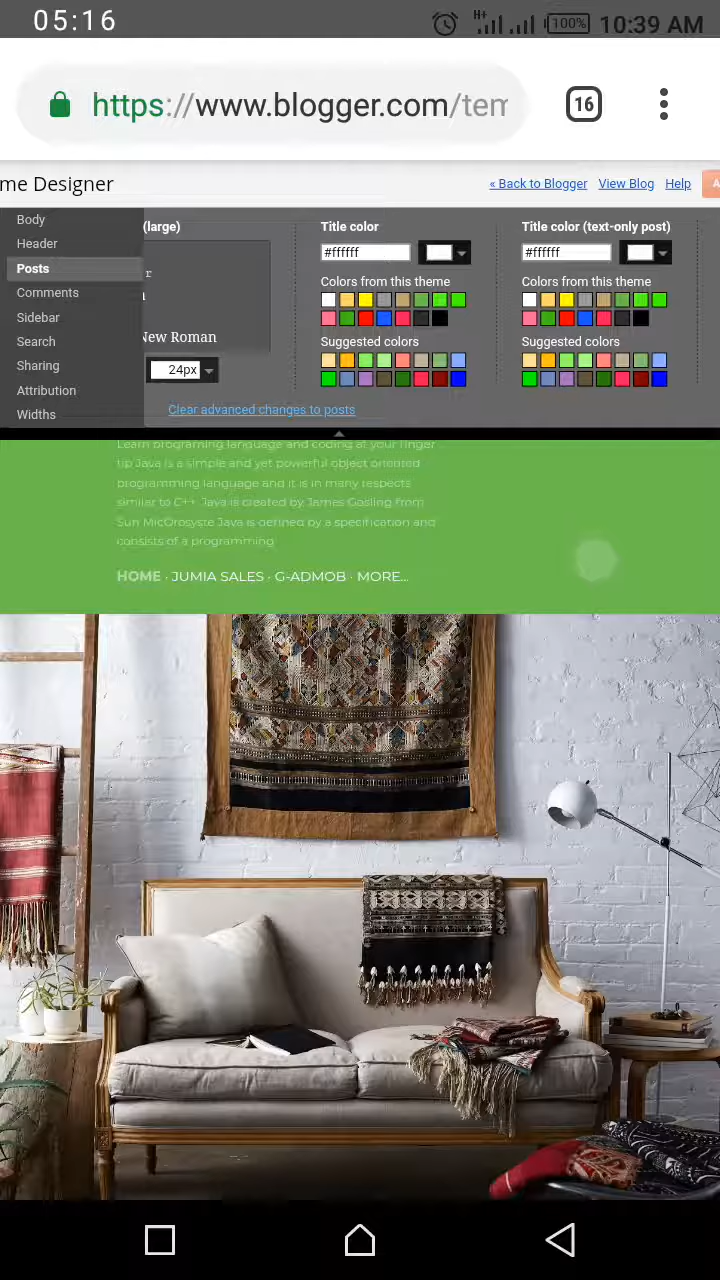 05:16
H+
100%
10:39 AM
https://www.blogger.com/tem
16
me Designer
« Back to Blogger View Blog Help A
Body
Header
Posts
Comments
Sidebar
Search
Sharing
Attribution
Widths
(large)
r
New Roman
24px
Clear advanced changes to posts
Title color
#ffffff
Colors from this theme
Suggested colors
Title color (text-only post)
#ffffff
Colors from this theme
Suggested colors
Learn programing language and coding at your finger
tip Java is a simple and yet powerful object oriented
programming language and it is in many respects
similar to C++ Java is created by James Gosling from
Sun MicOrosyste Java is defined by a specification and
consists of a programming
HOME · JUMIA SALES · G-ADMOB · MORE...